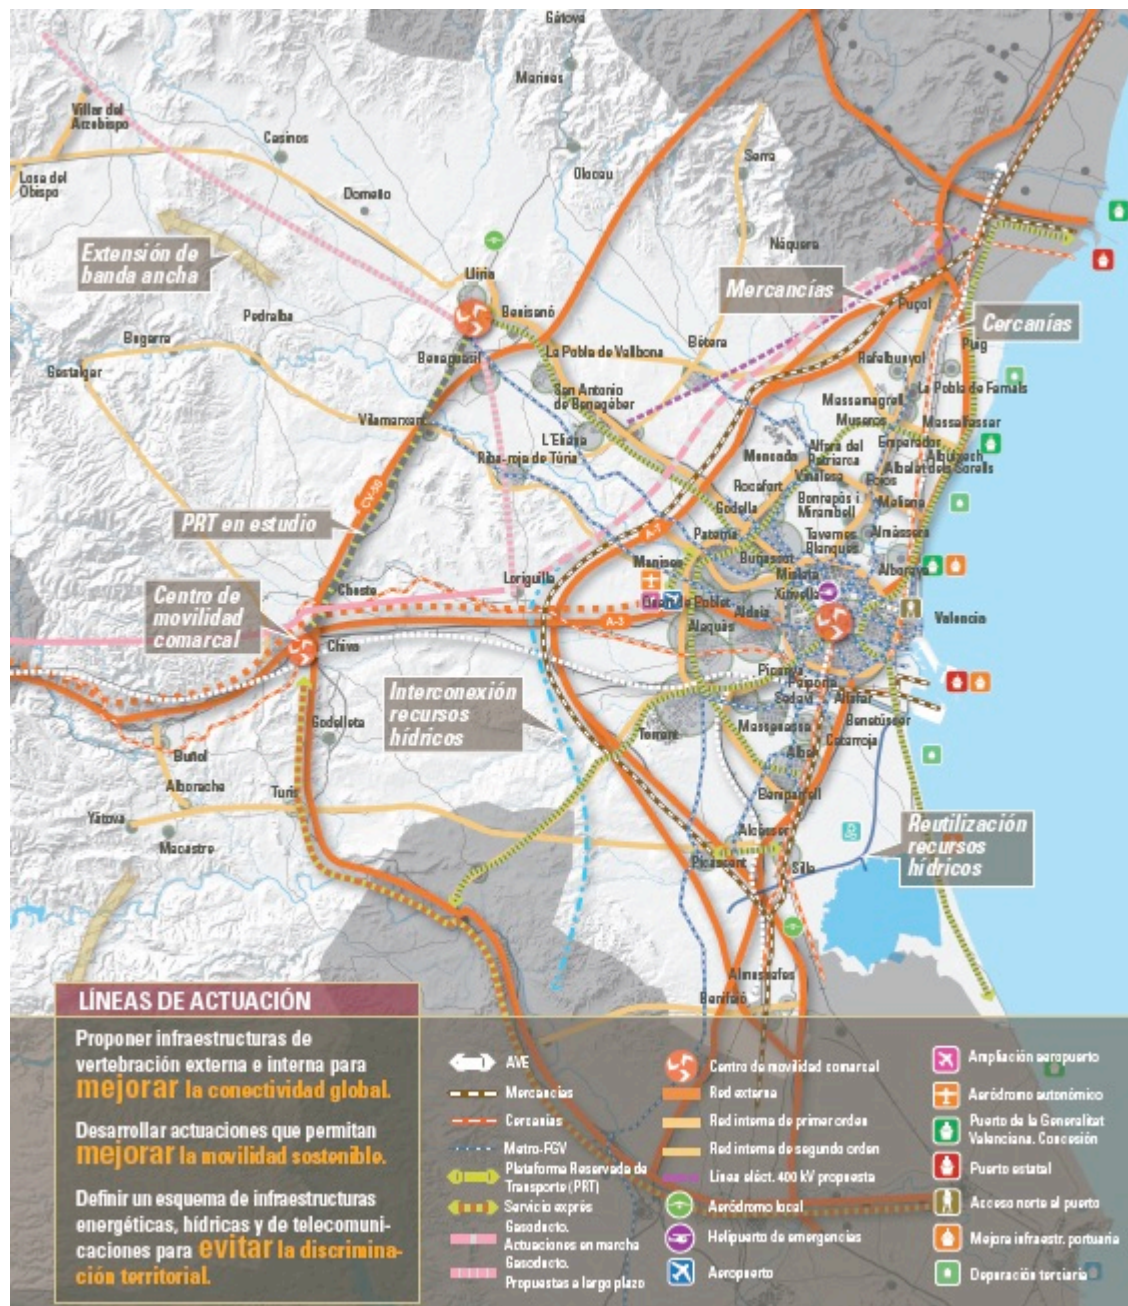 Gátova
Marines
Villar del
Arzobispo
Casinos
Serra
Losa del
Obispo
Olocau
Domeño
Náquera
Extensión de
banda ancha
Llíria
Mercancías
Benisanó
Puçol
Cercanías
Pedralba
Bugarra
Bétera
Puig
Gestalgar
Benaguasil
La Pobla de Vallbona
Rafelbunyol
San Antonio
de Benagéber
La Pobla de Farnals
Massamagrell
Vilamarxant
Museros
Massalfassar
L'Eliana
Alfara del
Patriarca
Emperador
Albuixech
Riba-roja de Túria
Moncada
Vinalesa
Albalat dels Sorells
Foios
CV-50
Rocafort
Bonrepòs i
Mirambell
Meliana
Godella
PRT en estudio
A-7
Paterna
Tavernes
Blanques
Almàssera
Manises
Burjassot
Alboraya
Mislata
Loriguilla
Xirivella
Cheste
Quart de Poblet
Aldaia
Centro de
movilidad
comarcal
A-3
Alaquàs
Valencia
Chiva
Picanya
Paiporta
Interconexión
recursos
hídricos
Sedaví
Alfafar
Godelleta
Massanassa
Benetússer
Torrent
Catarroja
Buñol
Albal
Alborache
Turís
Beniparrell
Yátova
Macastre
Alcàsser
Reutilización
recursos
hídricos
Picassent
Silla
Almussafes
Benifaió
LÍNEAS DE ACTUACIÓN
Proponer infraestructuras de
vertebración externa e interna para
mejorar la conectividad global.
Desarrollar actuaciones que permitan
mejorar la movilidad sostenible.
Definir un esquema de infraestructuras
energéticas, hídricas y de telecomuni-
caciones para evitar la discrimina-
ción territorial.
AVE
Mercancías
Cercanías
Metro-FGV
Plataforma Reservada de
Transporte (PRT)
Servicio exprés
Gasoducto.
Actuaciones en marcha
Gasoducto.
Propuestas a largo plazo
Centro de movilidad comarcal
Red externa
Red interna de primer orden
Red interna de segundo orden
Línea eléct. 400 kV propuesta
Aeródromo local
Helipuerto de emergencias
Aeropuerto
Ampliación aeropuerto
Aeródromo autonómico
Puerto de la Generalitat
Valenciana. Concesión
Puerto estatal
Acceso norte al puerto
Mejora infraestr. portuaria
Depuración terciaria